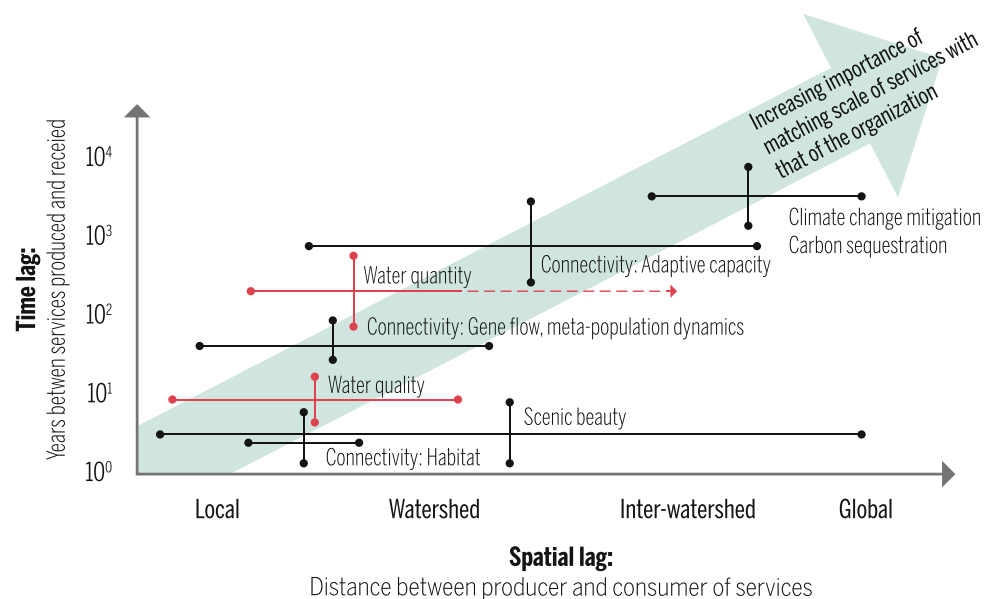 Increasing importance of
matching scale of services with
that of the organization
Time lag:
Years betwen services produced and receied
10⁴
10³
10²
10¹
10⁰
Climate change mitigation
Carbon sequestration
Connectivity: Adaptive capacity
Water quantity
Connectivity: Gene flow, meta-population dynamics
Water quality
Scenic beauty
Connectivity: Habitat
Local
Watershed
Inter-watershed
Global
Spatial lag:
Distance between producer and consumer of services